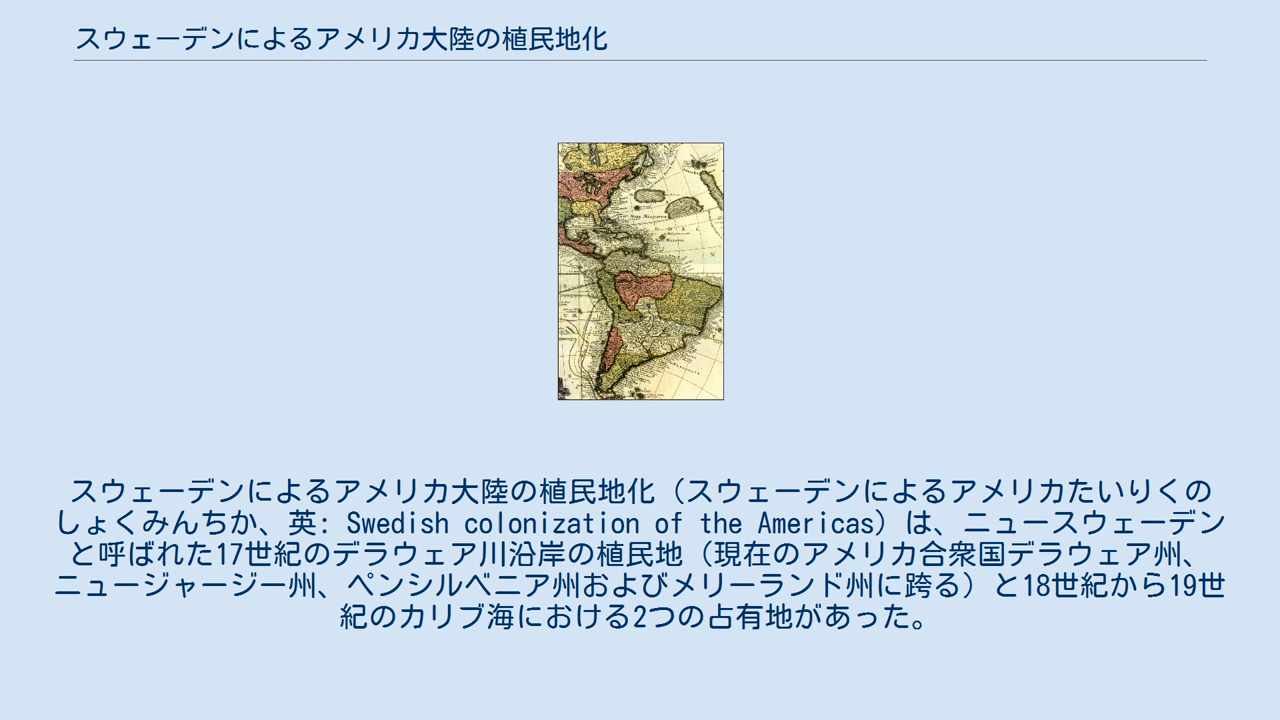 スウェーデンによるアメリカ大陸の植民地化
スウェーデンによるアメリカ大陸の植民地化（スウェーデンによるアメリカたいりくの
しょくみんちか、英: Swedish colonization of the Americas）は、ニュースウェーデン
と呼ばれた17世紀のデラウェア川沿岸の植民地（現在のアメリカ合衆国デラウェア州、
ニュージャージー州、ペンシルベニア州およびメリーランド州に跨る）と18世紀から19世
紀のカリブ海における2つの占有地があった。